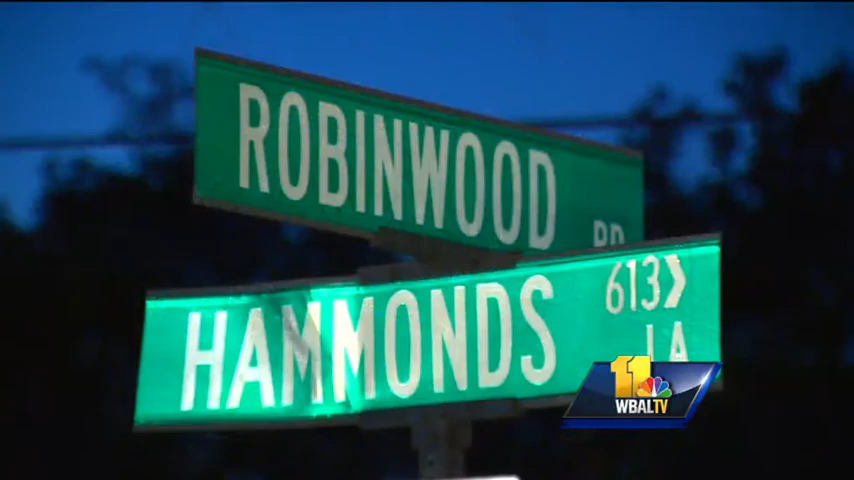 ROBINWOOD RD
613
HAMMONDS LA
11
WBALTV